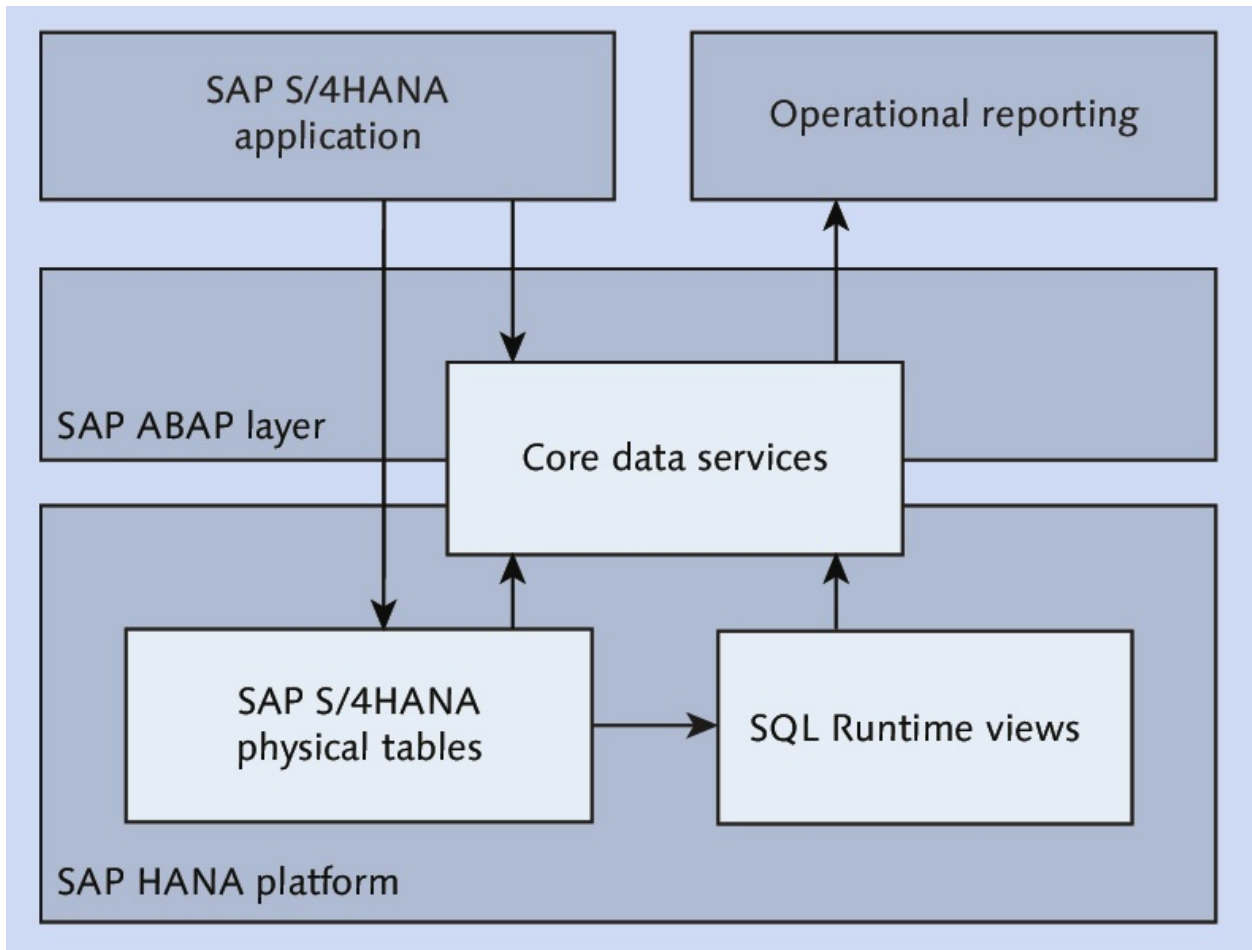 SAP S/4HANA
application
Operational reporting
SAP ABAP layer
Core data services
SAP S/4HANA
physical tables
SQL Runtime views
SAP HANA platform